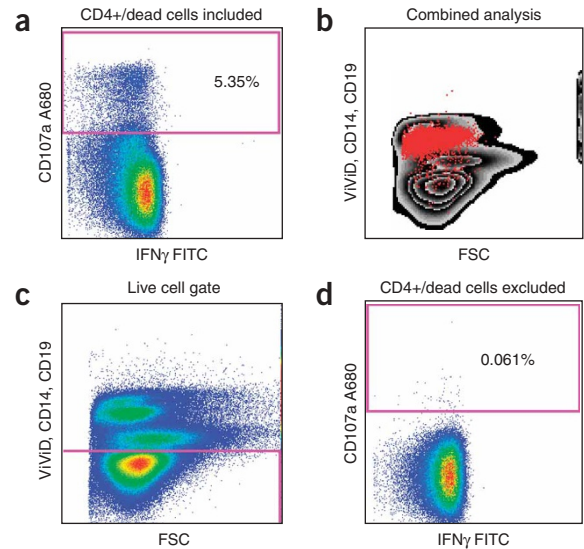 a
CD4+/dead cells included
5.35%
CD107a A680
IFNγ FITC
b
Combined analysis
ViViD, CD14, CD19
FSC
c
Live cell gate
ViViD, CD14, CD19
FSC
d
CD4+/dead cells excluded
0.061%
CD107a A680
IFNγ FITC